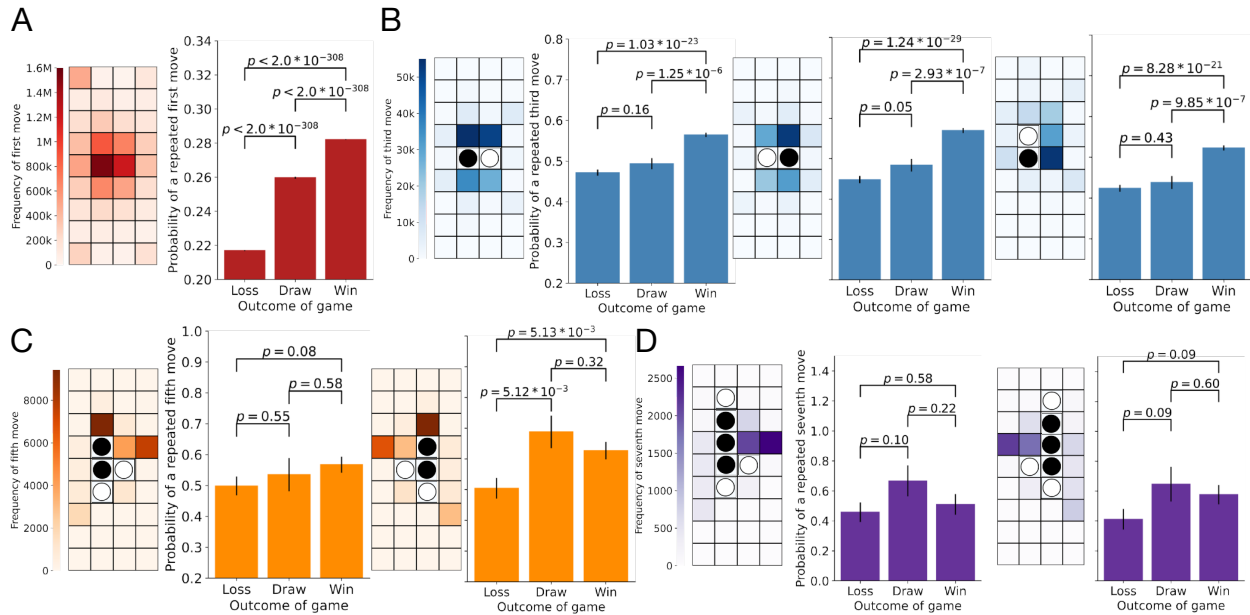 A
Frequency of first move
1.6M
1.4M
1.2M
1M
800k
600k
400k
200k
0
Probability of a repeated first move
0.34
0.32
0.30
0.28
0.26
0.24
0.22
0.20
p < 2.0 * 10^-308
p < 2.0 * 10^-308
p < 2.0 * 10^-308
Loss Draw Win
Outcome of game
B
Frequency of third move
50k
40k
30k
20k
10k
0
Probability of a repeated third move
0.8
0.7
0.6
0.5
0.4
0.3
0.2
p = 1.03 * 10^-23
p = 1.25 * 10^-6
p = 0.16
Loss Draw Win
Outcome of game
p = 1.24 * 10^-29
p = 2.93 * 10^-7
p = 0.05
Loss Draw Win
Outcome of game
p = 8.28 * 10^-21
p = 9.85 * 10^-7
p = 0.43
Loss Draw Win
Outcome of game
C
Frequency of fifth move
8000
6000
4000
2000
0
Probability of a repeated fifth move
1.0
0.9
0.8
0.7
0.6
0.5
0.4
0.3
0.2
p = 0.08
p = 0.58
p = 0.55
Loss Draw Win
Outcome of game
p = 5.13 * 10^-3
p = 0.32
p = 5.12 * 10^-3
Loss Draw Win
Outcome of game
D
Frequency of seventh move
2500
2000
1500
1000
500
0
Probability of a repeated seventh move
1.4
1.2
1.0
0.8
0.6
0.4
0.2
0.0
p = 0.58
p = 0.22
p = 0.10
Loss Draw Win
Outcome of game
p = 0.09
p = 0.60
p = 0.09
Loss Draw Win
Outcome of game